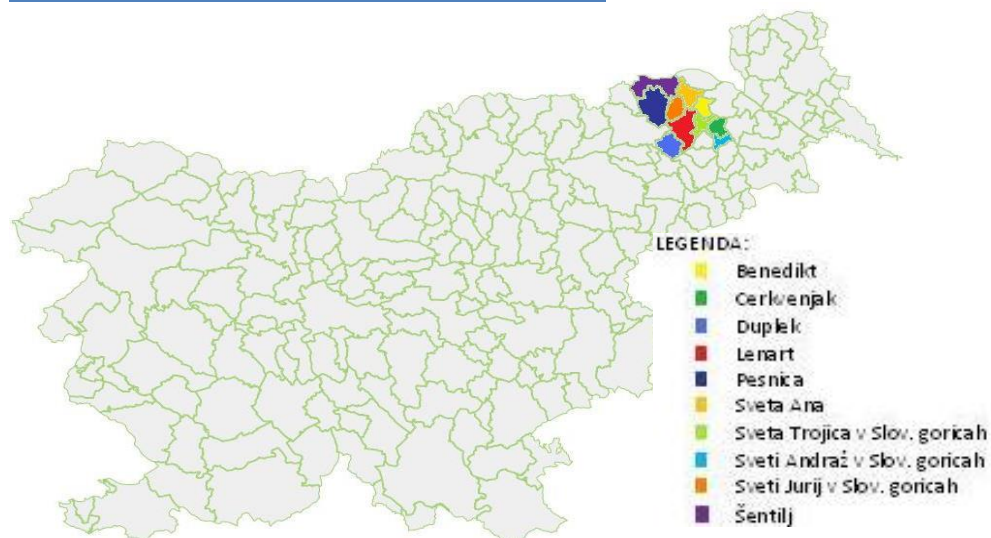 LEGENDA:
Benedikt
Cerkvenjak
Duplek
Lenart
Pesnica
Sveta Ana
Sveta Trojica v Slov. goricah
Sveti Andraž v Slov. goricah
Sveti Jurij v Slov. goricah
Šentilj